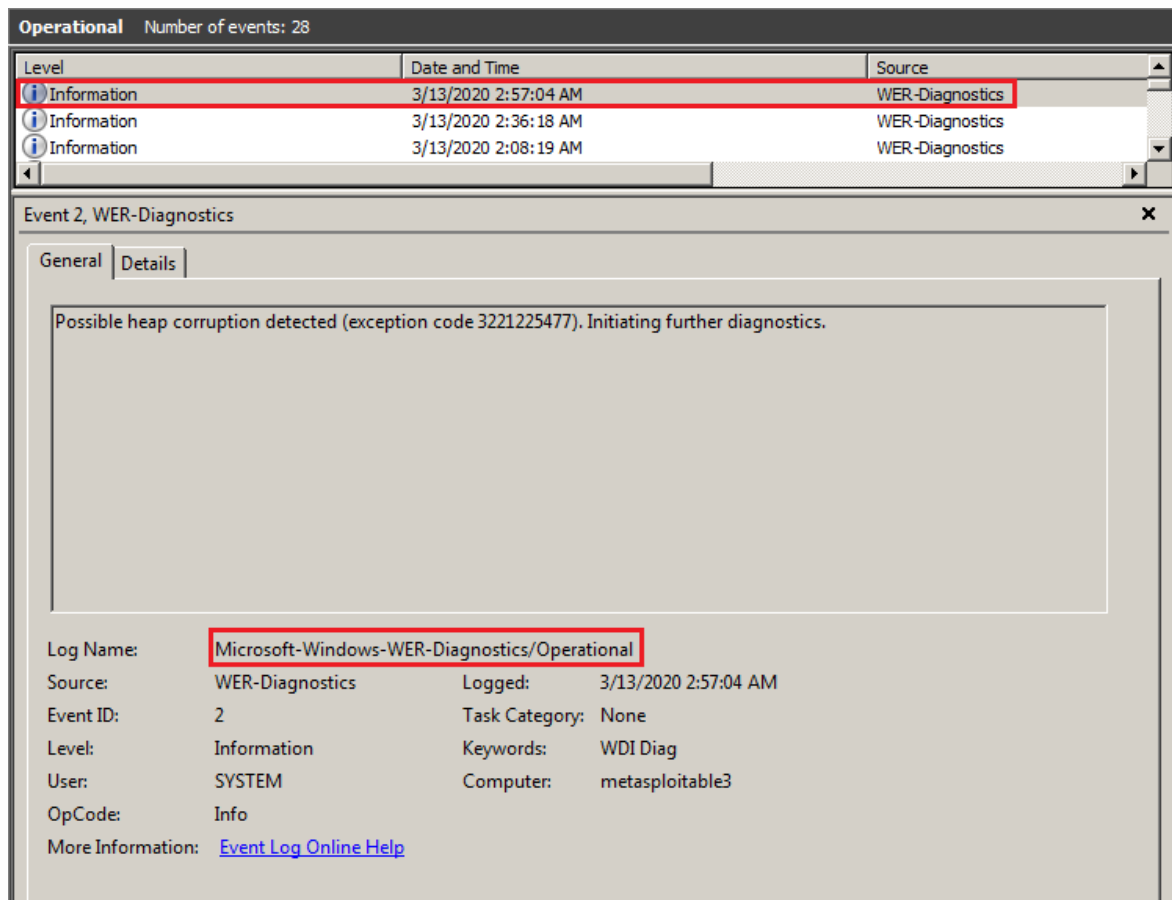 Operational Number of events: 28
Level Date and Time Source
Information 3/13/2020 2:57:04 AM WER-Diagnostics
Information 3/13/2020 2:36:18 AM WER-Diagnostics
Information 3/13/2020 2:08:19 AM WER-Diagnostics
Event 2, WER-Diagnostics
General Details
Possible heap corruption detected (exception code 3221225477). Initiating further diagnostics.
Log Name: Microsoft-Windows-WER-Diagnostics/Operational
Source: WER-Diagnostics Logged: 3/13/2020 2:57:04 AM
Event ID: 2 Task Category: None
Level: Information Keywords: WDI Diag
User: SYSTEM Computer: metasploitable3
OpCode: Info
More Information: Event Log Online Help